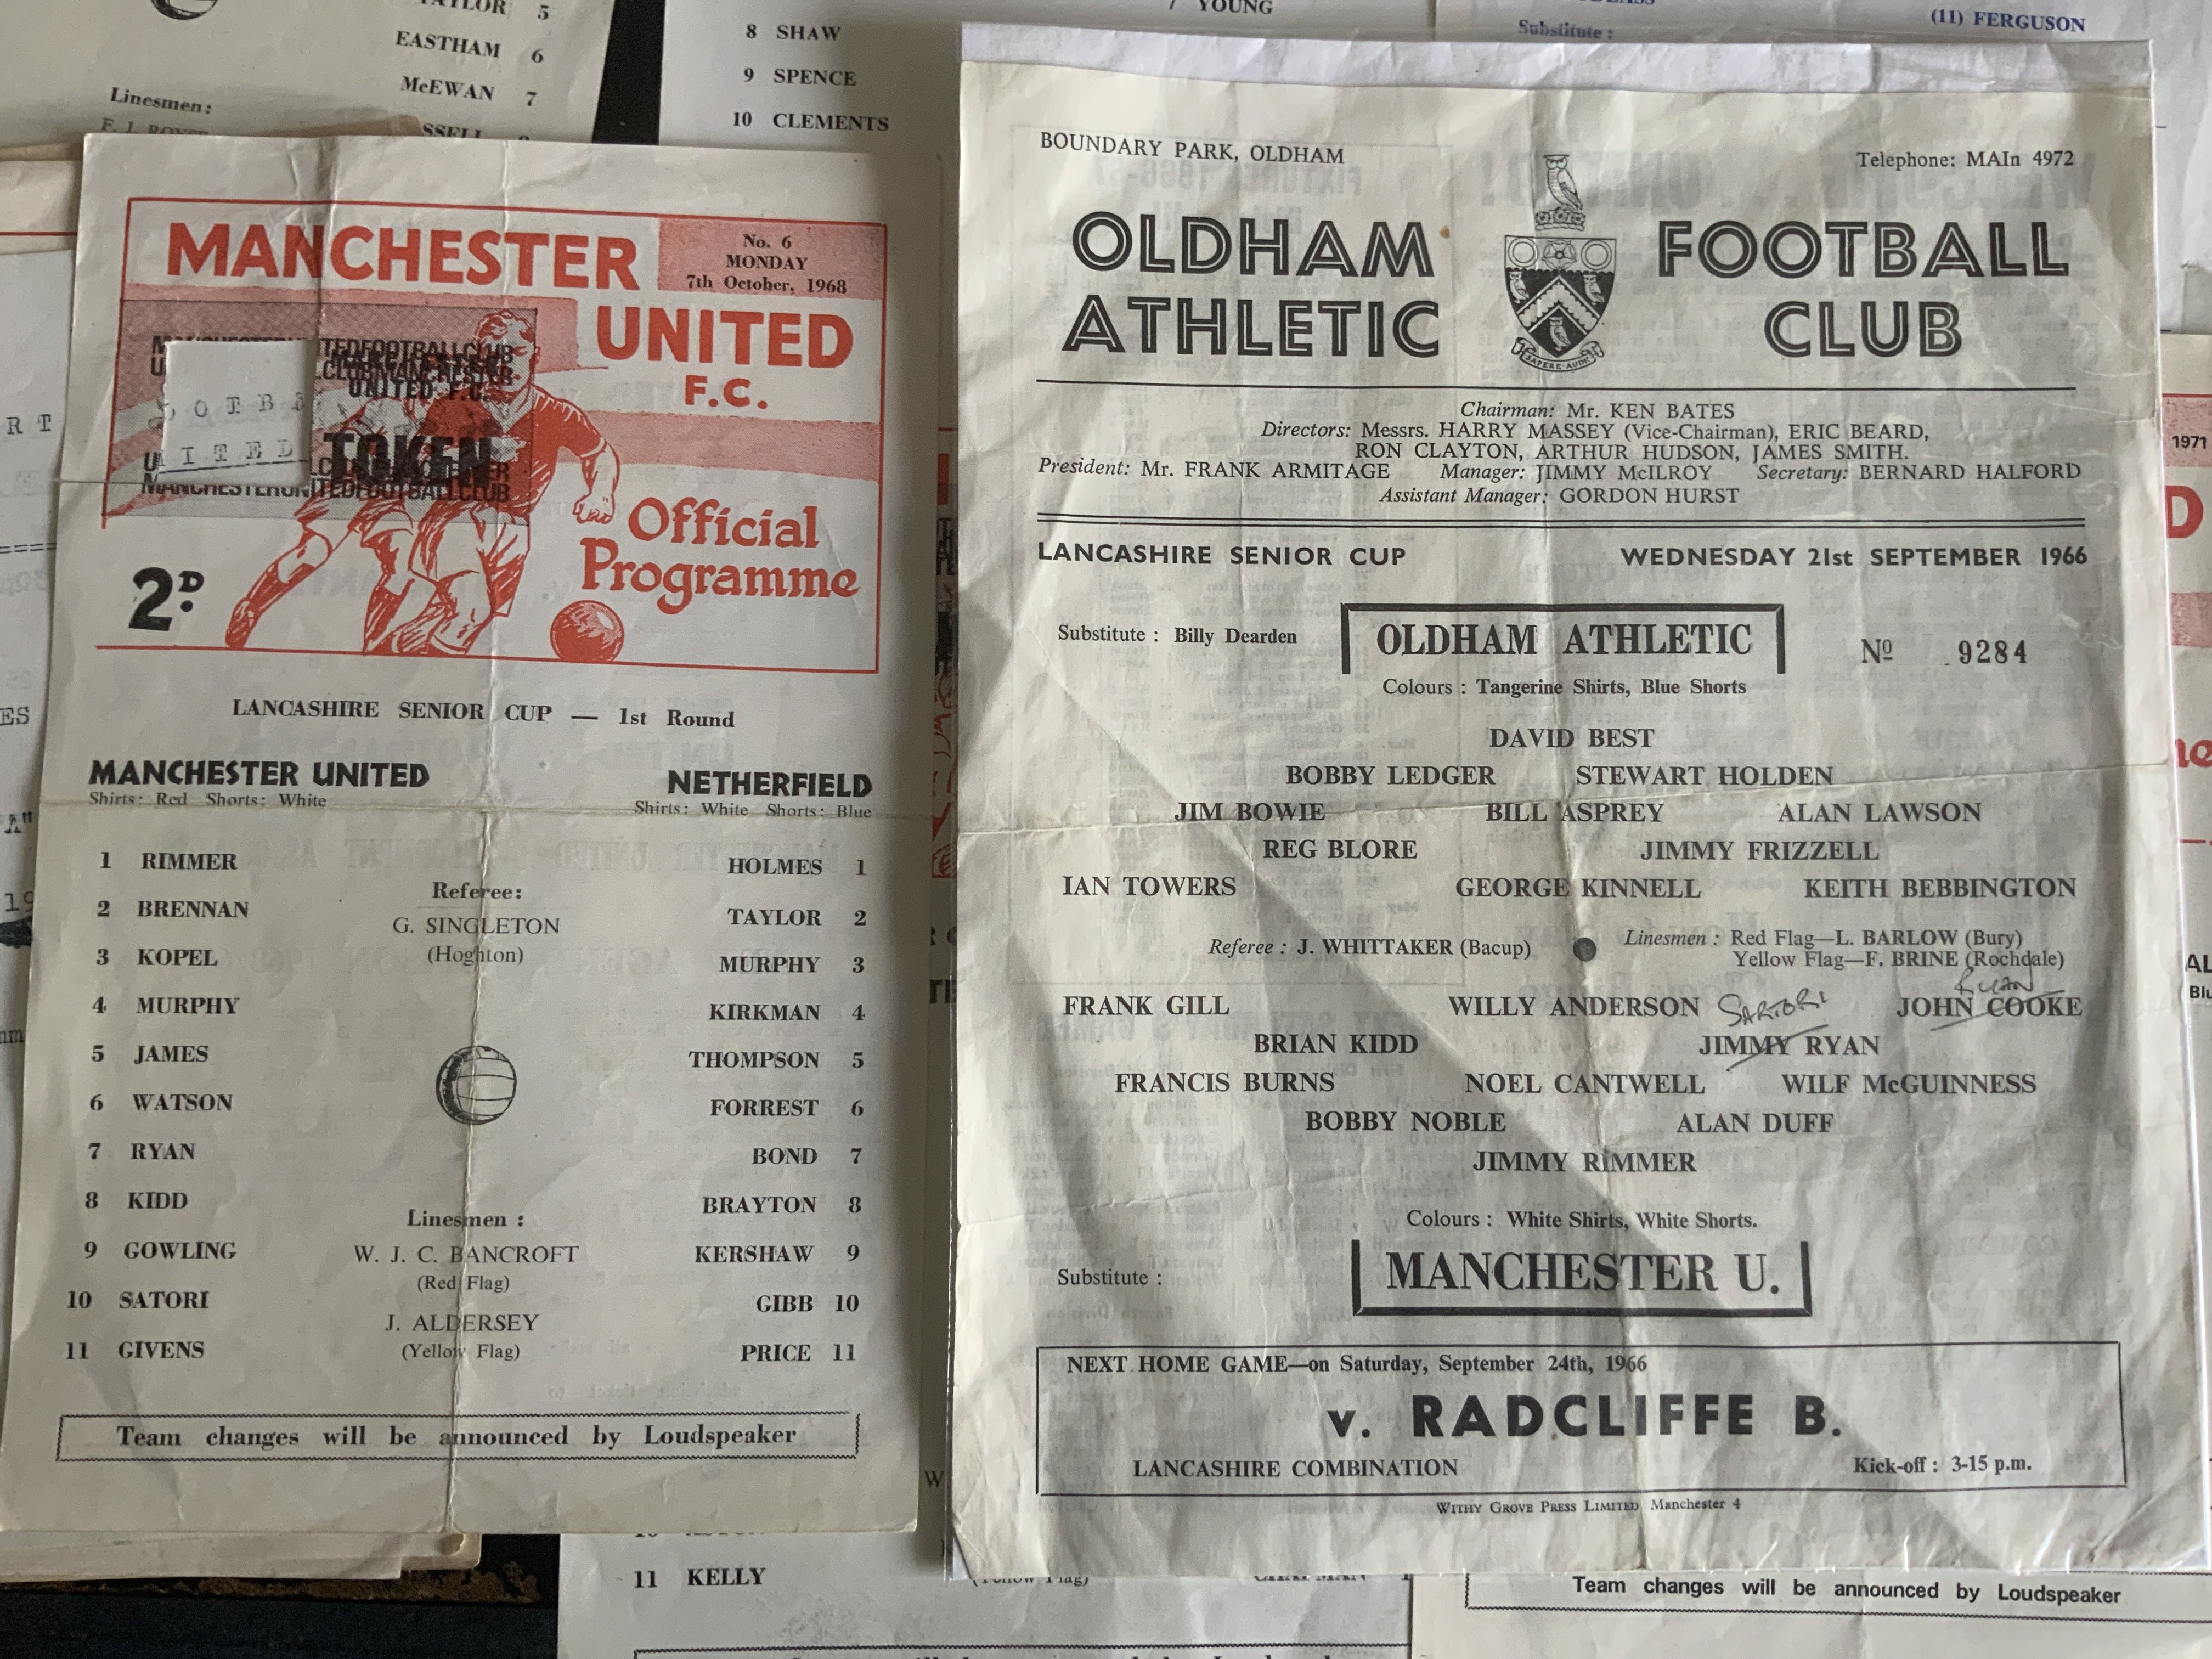 5
EASTHAM 6
McEWAN 7
Linesmen:
7 YOUNG
8 SHAW
9 SPENCE
10 CLEMENTS
Substitute :
(11) FERGUSON
MANCHESTER
UNITED
F.C.
No. 6
MONDAY
7th October, 1968
UNITED F.C.
TOKEN
MANCHESTERUNITEDFOOTBALLCLUB
Official
Programme
2D.
LANCASHIRE SENIOR CUP — 1st Round
MANCHESTER UNITED
Shirts: Red Shorts: White
NETHERFIELD
Shirts: White Shorts: Blue
1 RIMMER
2 BRENNAN
3 KOPEL
4 MURPHY
5 JAMES
6 WATSON
7 RYAN
8 KIDD
9 GOWLING
10 SATORI
11 GIVENS
Referee:
G. SINGLETON
(Hoghton)
Linesmen :
W. J. C. BANCROFT
(Red Flag)
J. ALDERSEY
(Yellow Flag)
HOLMES 1
TAYLOR 2
MURPHY 3
KIRKMAN 4
THOMPSON 5
FORREST 6
BOND 7
BRAYTON 8
KERSHAW 9
GIBB 10
PRICE 11
Team changes will be announced by Loudspeaker
BOUNDARY PARK, OLDHAM
Telephone: MAIn 4972
OLDHAM FOOTBALL
ATHLETIC CLUB
SAPERE AUDE
Chairman: Mr. KEN BATES
Directors: Messrs. HARRY MASSEY (Vice-Chairman), ERIC BEARD,
RON CLAYTON, ARTHUR HUDSON, JAMES SMITH.
President: Mr. FRANK ARMITAGE Manager: JIMMY McILROY Secretary: BERNARD HALFORD
Assistant Manager: GORDON HURST
LANCASHIRE SENIOR CUP WEDNESDAY 21st SEPTEMBER 1966
Substitute : Billy Dearden
OLDHAM ATHLETIC
No 9284
Colours : Tangerine Shirts, Blue Shorts
DAVID BEST
BOBBY LEDGER STEWART HOLDEN
JIM BOWIE BILL ASPREY ALAN LAWSON
REG BLORE JIMMY FRIZZELL
IAN TOWERS GEORGE KINNELL KEITH BEBBINGTON
Referee : J. WHITTAKER (Bacup)
Linesmen : Red Flag—L. BARLOW (Bury)
Yellow Flag—F. BRINE (Rochdale)
RYAN
FRANK GILL WILLY ANDERSON SARTORI JOHN COOKE
BRIAN KIDD JIMMY RYAN
FRANCIS BURNS NOEL CANTWELL WILF McGUINNESS
BOBBY NOBLE ALAN DUFF
JIMMY RIMMER
Colours : White Shirts, White Shorts.
Substitute :
MANCHESTER U.
NEXT HOME GAME—on Saturday, September 24th, 1966
v. RADCLIFFE B.
LANCASHIRE COMBINATION Kick-off : 3-15 p.m.
WITHY GROVE PRESS LIMITED, Manchester 4
1971
11 KELLY
Team changes will be announced by Loudspeaker